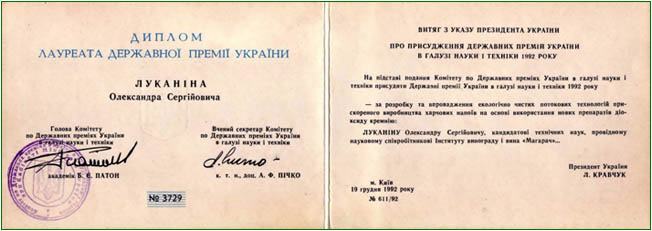 ДИПЛОМ
ЛАУРЕАТА ДЕРЖАВНОЇ ПРЕМІЇ УКРАЇНИ
ЛУКАНІНА
Олександра Сергійовича
Голова Комітету
по Державних преміях України
в галузі науки і техніки
академік Б. Є. ПАТОН
Вчений секретар Комітету
по Державних преміях України
в галузі науки і техніки
к. т. н., доц. А. Ф. ПІЧКО
№ 3729
ВИТЯГ З УКАЗУ ПРЕЗИДЕНТА УКРАЇНИ
ПРО ПРИСУДЖЕННЯ ДЕРЖАВНИХ ПРЕМІЙ УКРАЇНИ
В ГАЛУЗІ НАУКИ І ТЕХНІКИ 1992 РОКУ
На підставі подання Комітету по Державних преміях України в галузі науки і
техніки присудити Державні премії України в галузі науки і техніки 1992 року
— за розробку та впровадження екологічно чистих потокових технологій при-
скореного виробництва харчових напоїв на основі використання нових препаратів діо-
ксиду кремнію:
ЛУКАНІНУ Олександру Сергійовичу, кандидатові технічних наук, провідному
науковому співробітникові Інституту винограду і вина «Магарач».
Президент України
Л. КРАВЧУК
м. Київ
19 грудня 1992 року
№ 611/92